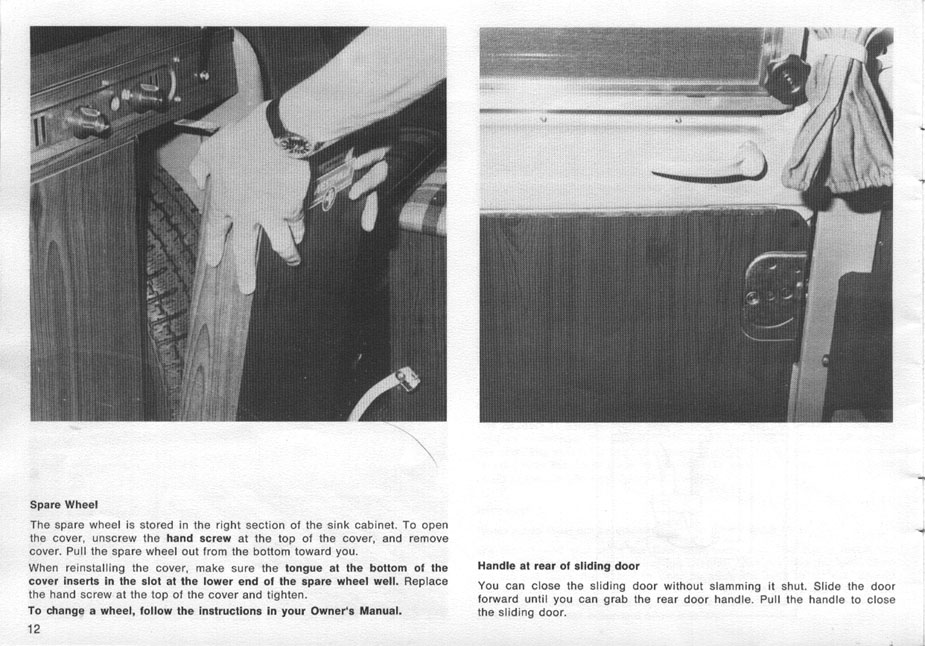 Spare Wheel
The spare wheel is stored in the right section of the sink cabinet. To open
the cover, unscrew the hand screw at the top of the cover, and remove
cover. Pull the spare wheel out from the bottom toward you.
When reinstalling the cover, make sure the tongue at the bottom of the
cover inserts in the slot at the lower end of the spare wheel well. Replace
the hand screw at the top of the cover and tighten.
To change a wheel, follow the instructions in your Owner's Manual.
12
Handle at rear of sliding door
You can close the sliding door without slamming it shut. Slide the door
forward until you can grab the rear door handle. Pull the handle to close
the sliding door.